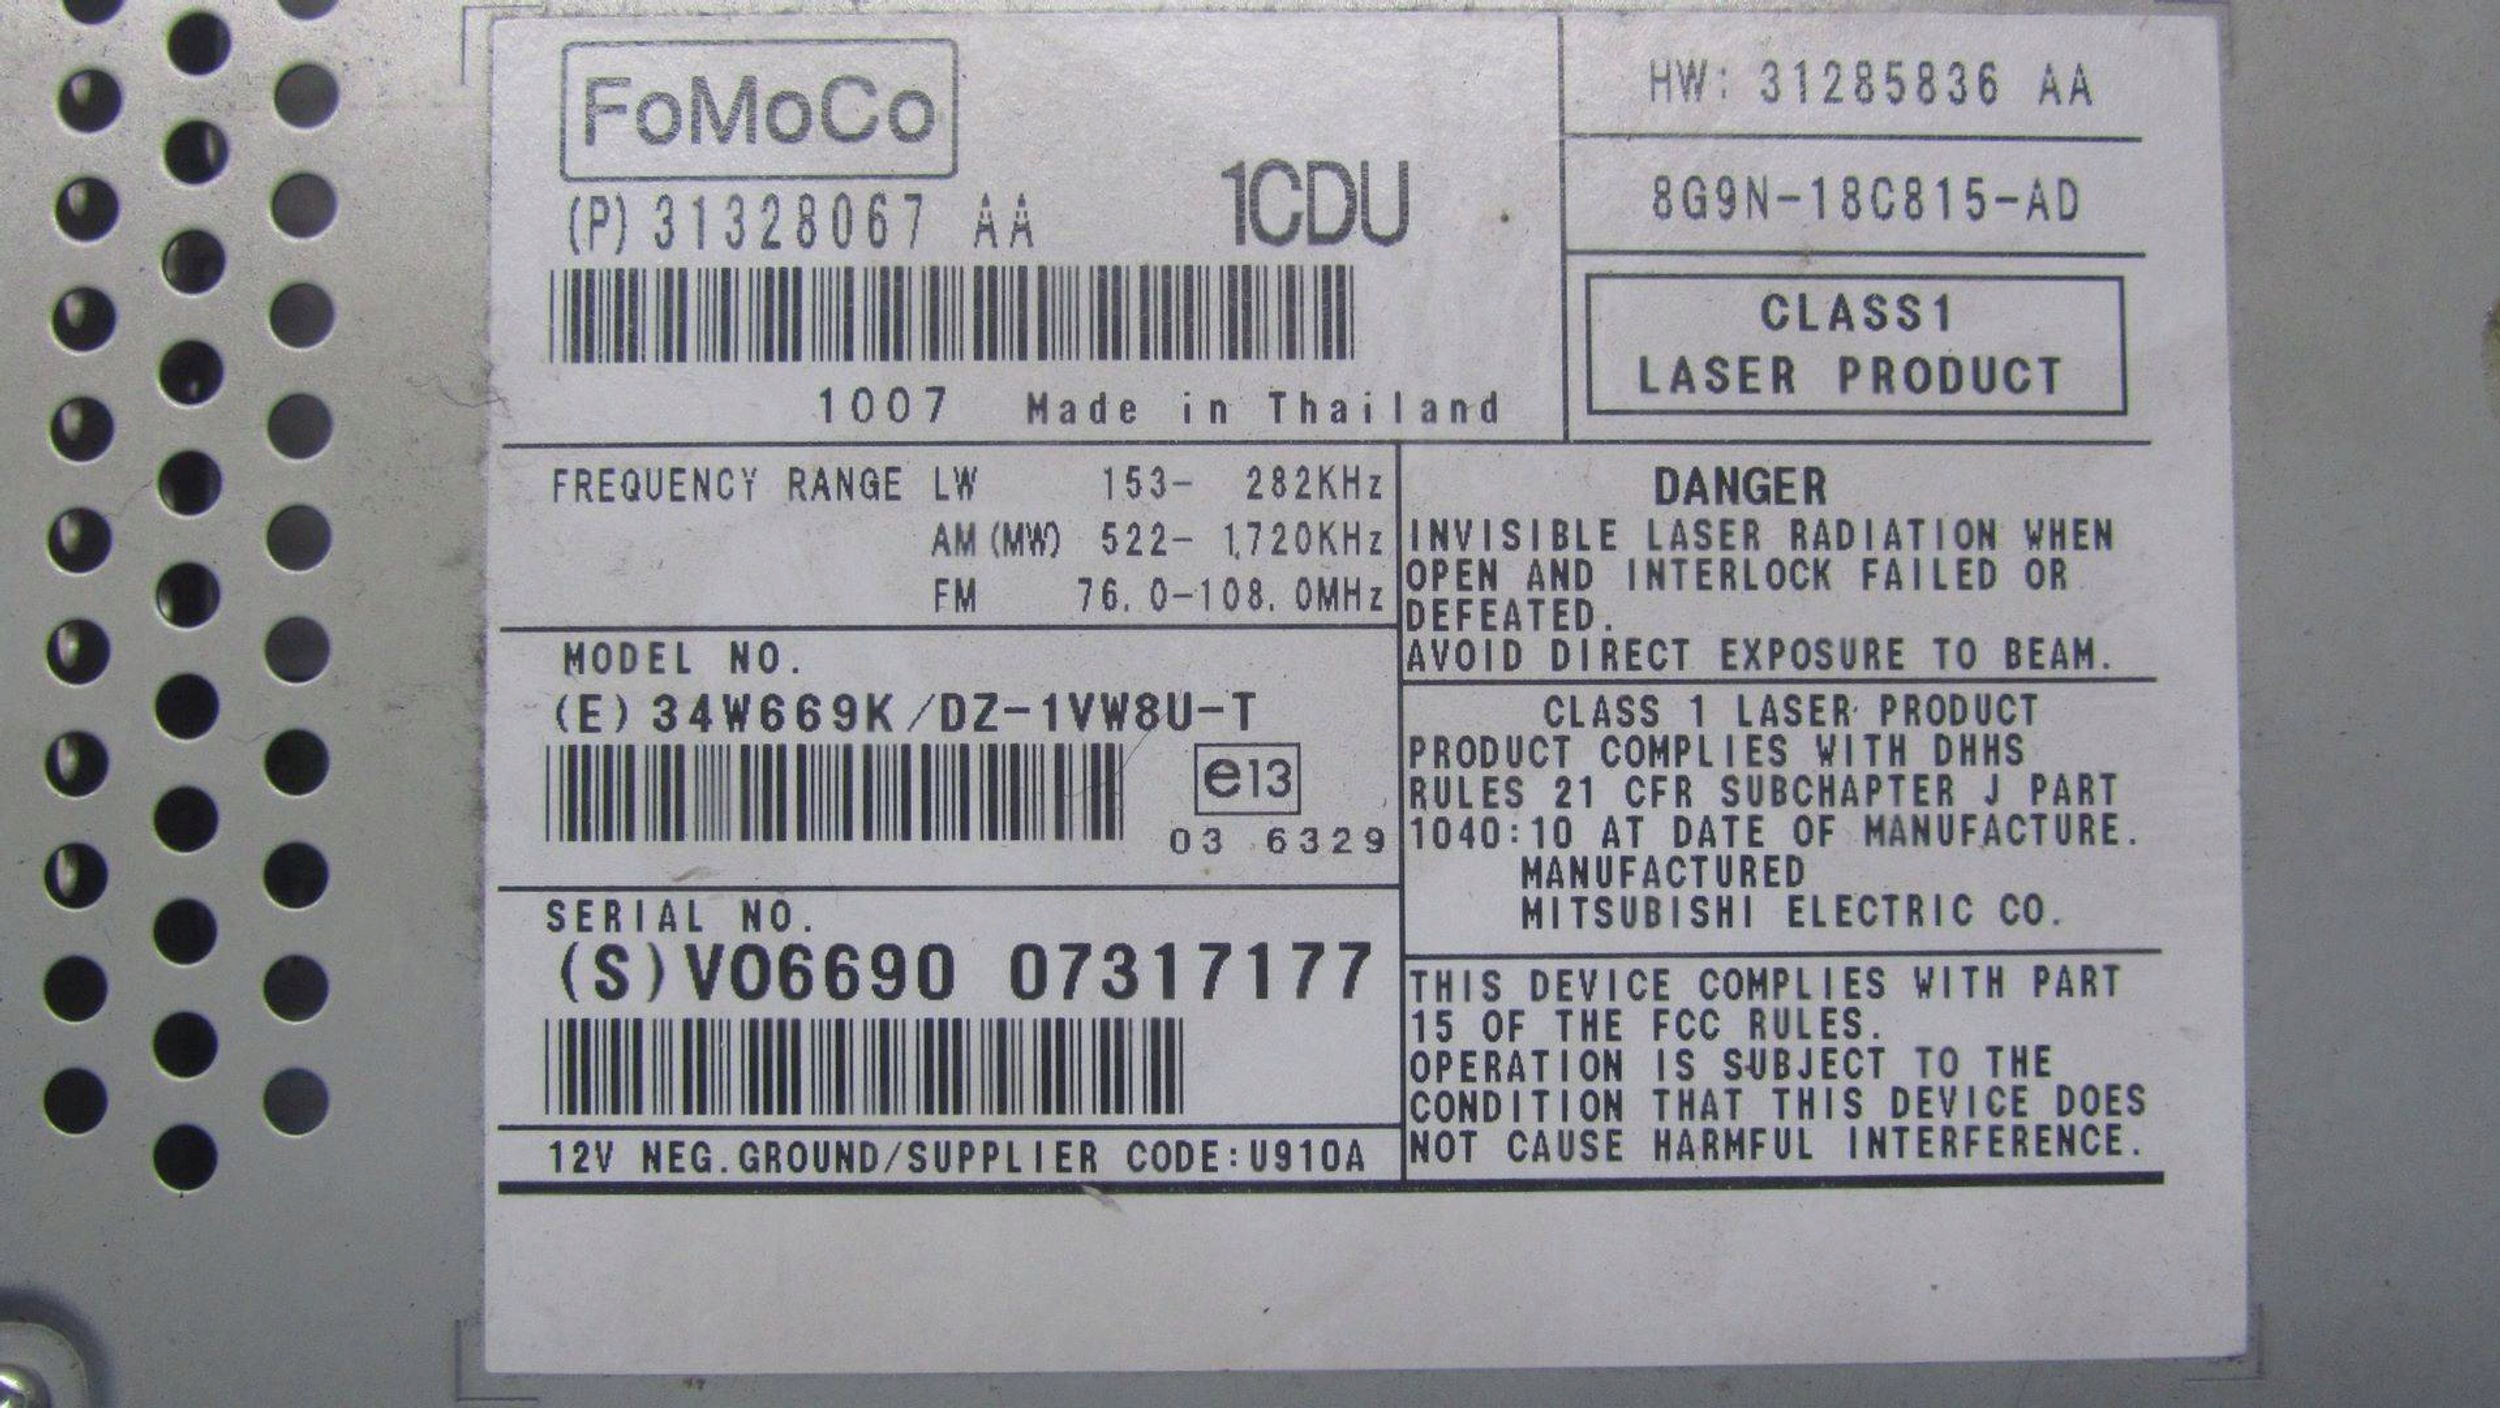 FoMoCo
(P) 31328067 AA
1CDU
1007 Made in Thailand
HW: 31285836 AA
8G9N-18C815-AD
CLASS1
LASER PRODUCT
FREQUENCY RANGE LW 153- 282KHz
AM (MW) 522- 1,720KHz
FM 76.0-108.0MHz
MODEL NO.
(E) 34W669K/DZ-1VW8U-T
e13
03 6329
SERIAL NO.
(S) VO6690 07317177
12V NEG.GROUND/SUPPLIER CODE:U910A
DANGER
INVISIBLE LASER RADIATION WHEN
OPEN AND INTERLOCK FAILED OR
DEFEATED.
AVOID DIRECT EXPOSURE TO BEAM.
CLASS 1 LASER PRODUCT
PRODUCT COMPLIES WITH DHHS
RULES 21 CFR SUBCHAPTER J PART
1040:10 AT DATE OF MANUFACTURE.
MANUFACTURED
MITSUBISHI ELECTRIC CO.
THIS DEVICE COMPLIES WITH PART
15 OF THE FCC RULES.
OPERATION IS SUBJECT TO THE
CONDITION THAT THIS DEVICE DOES
NOT CAUSE HARMFUL INTERFERENCE.